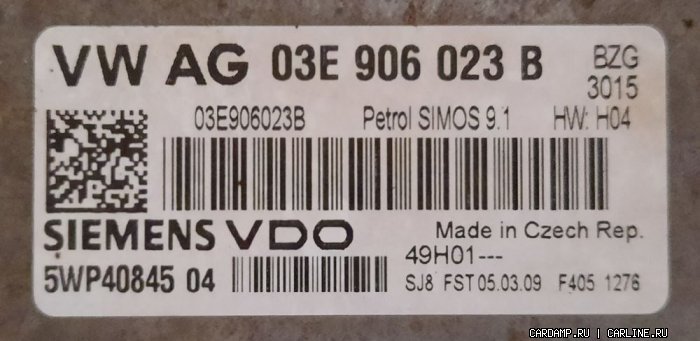 VW AG 03E 906 023 B BZG
3015
03E906023B Petrol SIMOS 9.1 HW: H04
SIEMENS VDO Made in Czech Rep.
49H01---
5WP40845 04 SJ8 FST 05.03.09 F405 1276
CARDAMP.RU | CARLINE.RU